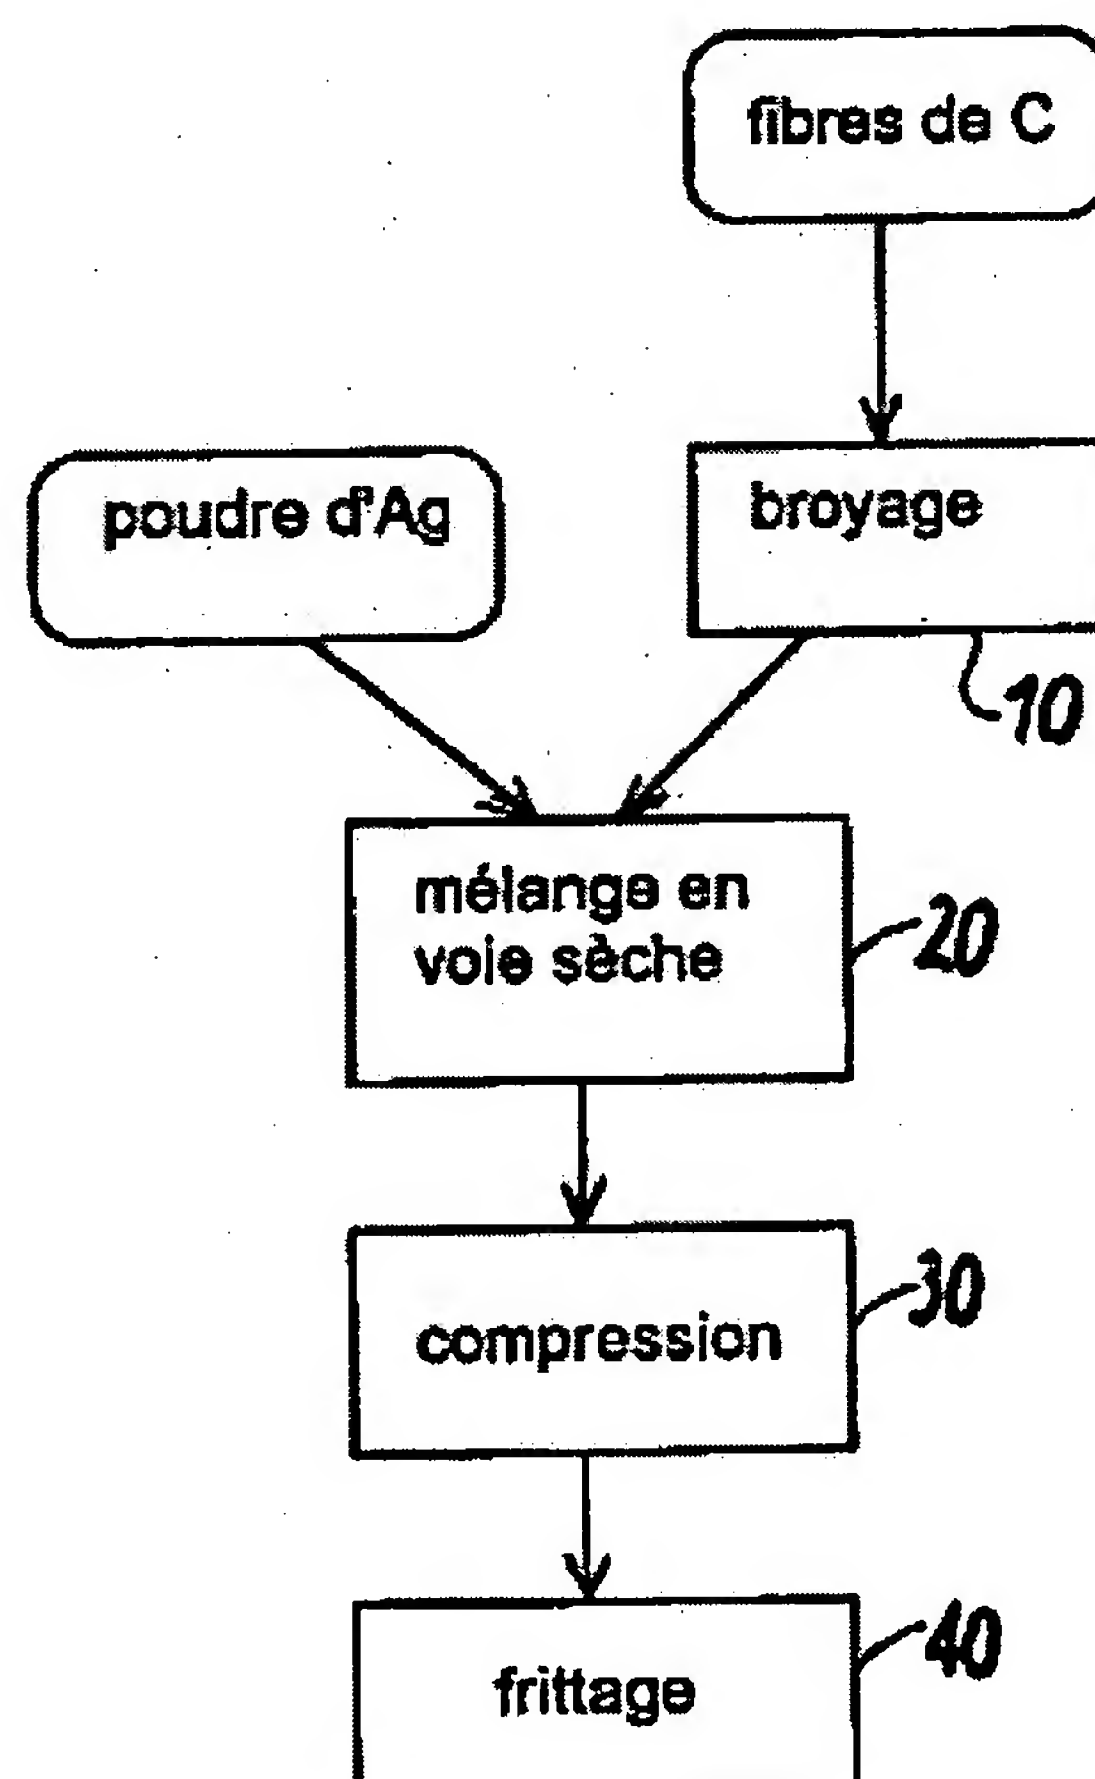 fibres de C
poudre d'Ag
broyage
10
mélange en
voie sèche
20
compression
30
frittage
40